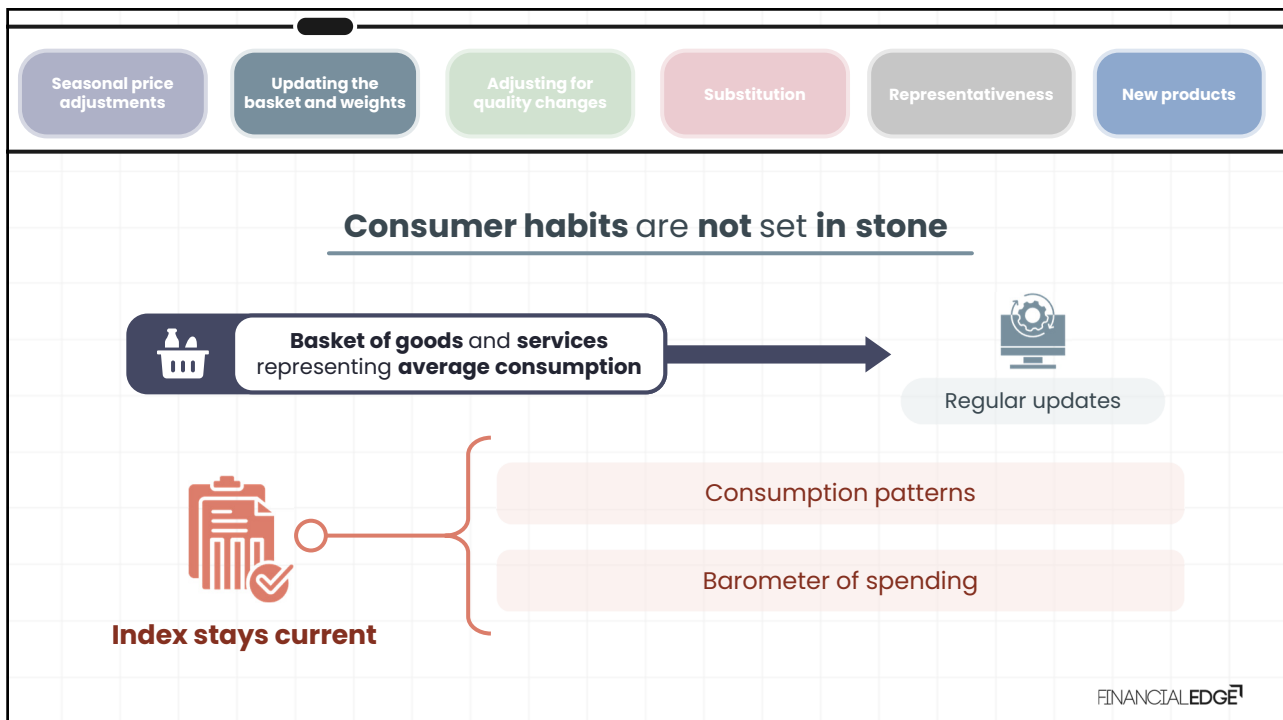 Seasonal price
adjustments
Updating the
basket and weights
Adjusting for
quality changes
Substitution
Representativeness
New products
Consumer habits are not set in stone
Basket of goods and services
representing average consumption
Regular updates
Consumption patterns
Barometer of spending
Index stays current
FINANCIALEDGE